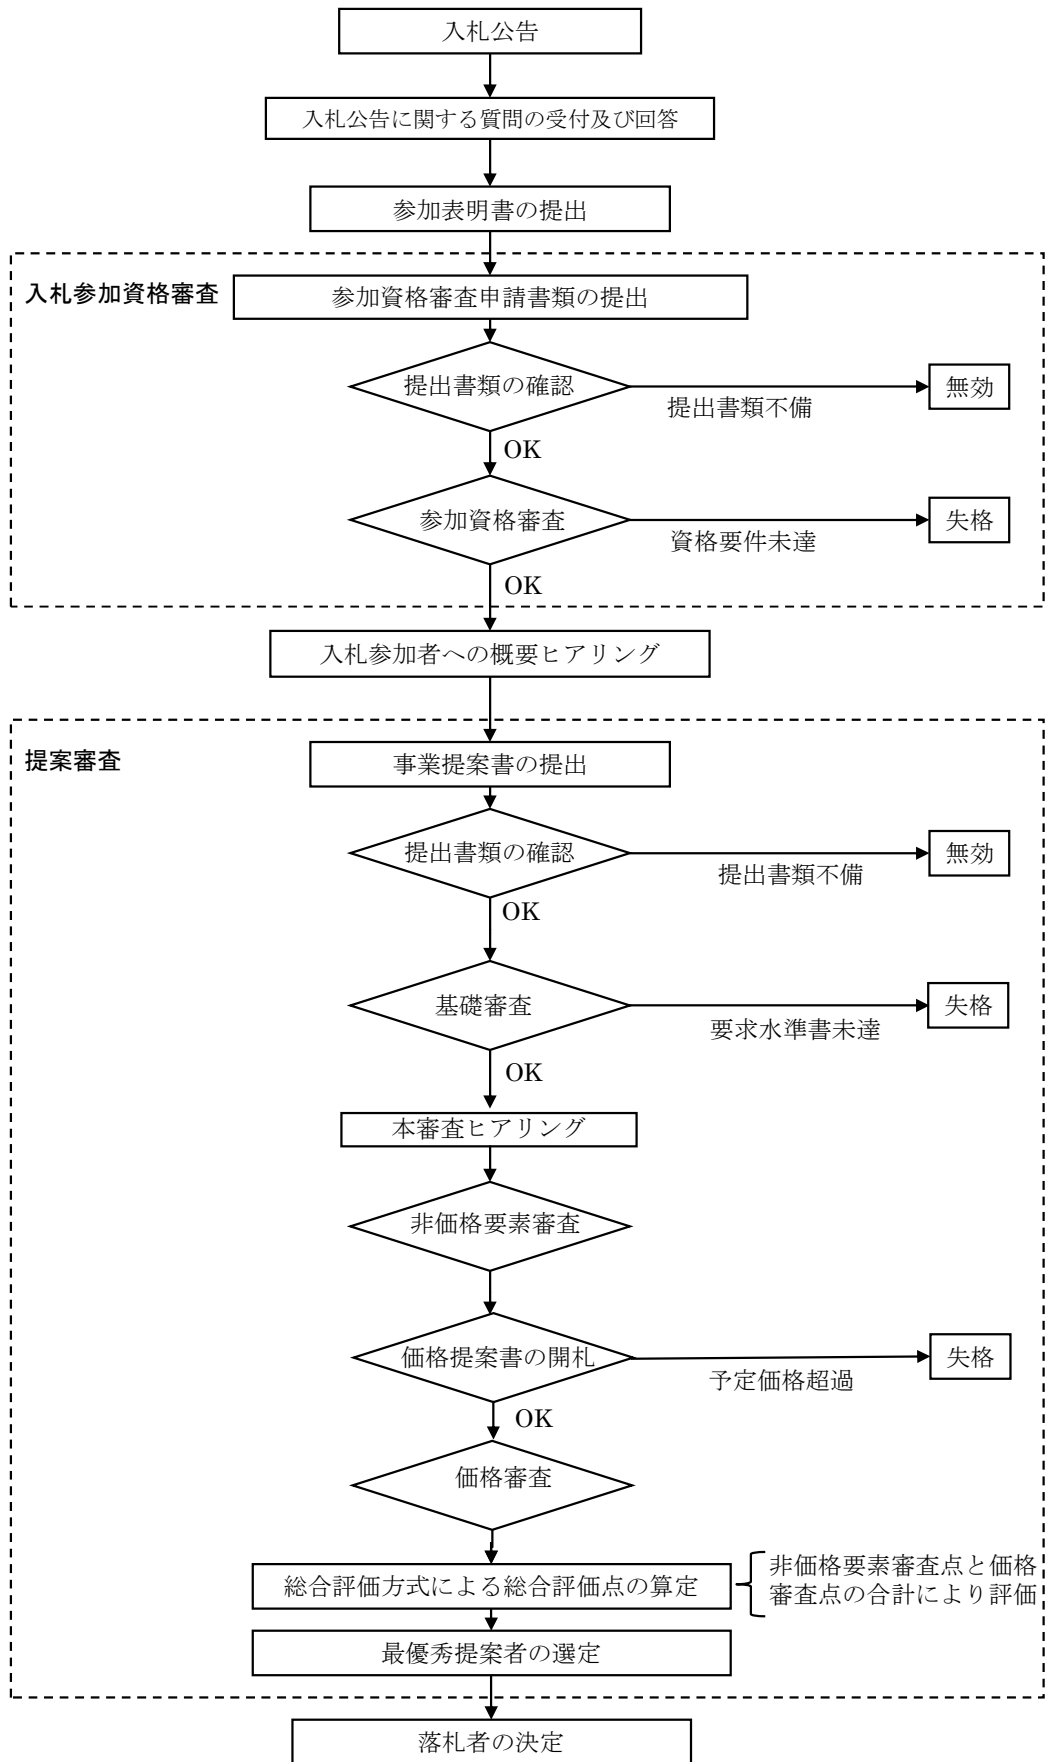 入札公告
入札公告に関する質問の受付及び回答
参加表明書の提出
入札参加資格審査
参加資格審査申請書類の提出
提出書類の確認
無効
提出書類不備
OK
参加資格審査
失格
資格要件未達
OK
入札参加者への概要ヒアリング
提案審査
事業提案書の提出
提出書類の確認
無効
提出書類不備
OK
基礎審査
失格
要求水準書未達
OK
本審査ヒアリング
非価格要素審査
価格提案書の開札
失格
予定価格超過
OK
価格審査
総合評価方式による総合評価点の算定
非価格要素審査点と価格
審査点の合計により評価
最優秀提案者の選定
落札者の決定